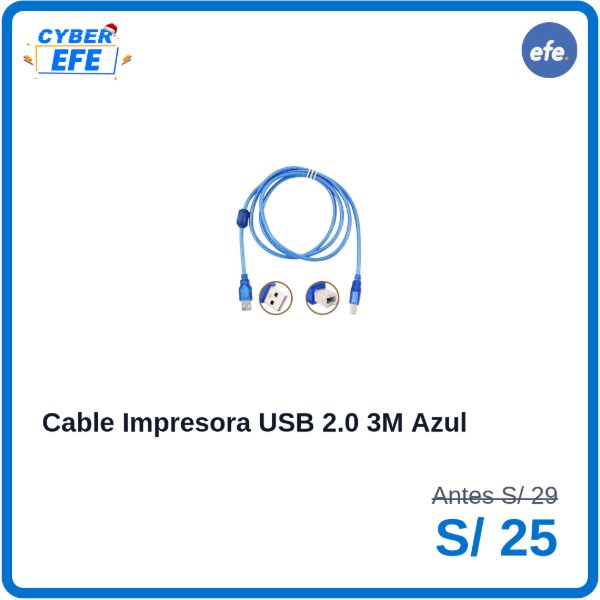 CYBER
EFE
efe.
Cable Impresora USB 2.0 3M Azul
Antes S/ 29
S/ 25